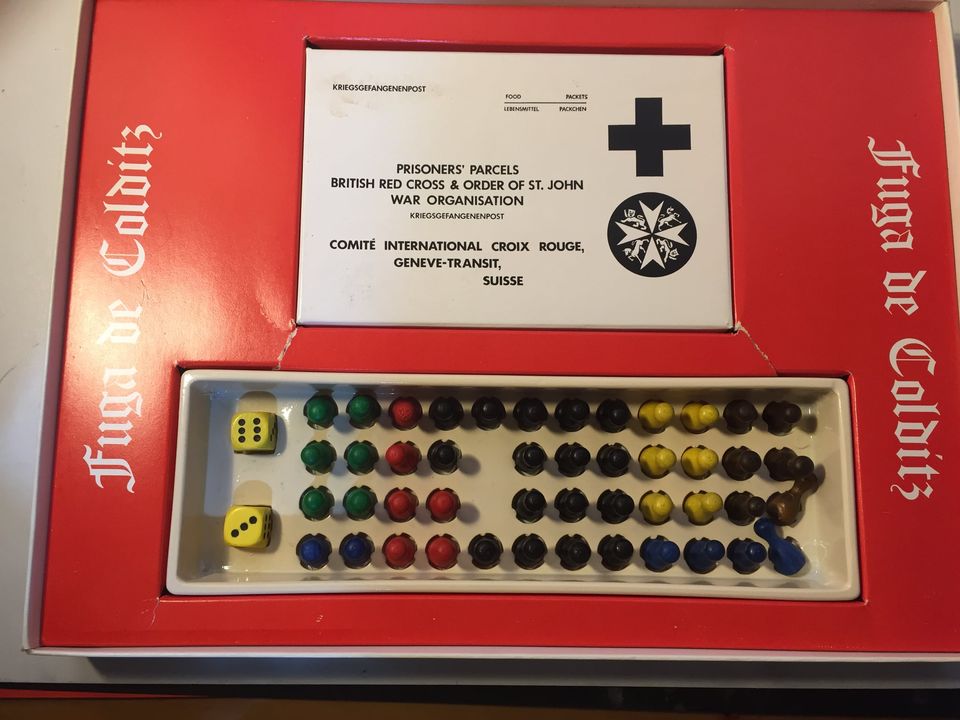 Fuga de Colditz
KRIEGSGEFANGENENPOST
FOOD PACKETS
LEBENSMITTEL PACKCHEN
PRISONERS' PARCELS
BRITISH RED CROSS & ORDER OF ST. JOHN
WAR ORGANISATION
KRIEGSGEFANGENENPOST
COMITÉ INTERNATIONAL CROIX ROUGE,
GENEVE-TRANSIT,
SUISSE
Fuga de Colditz